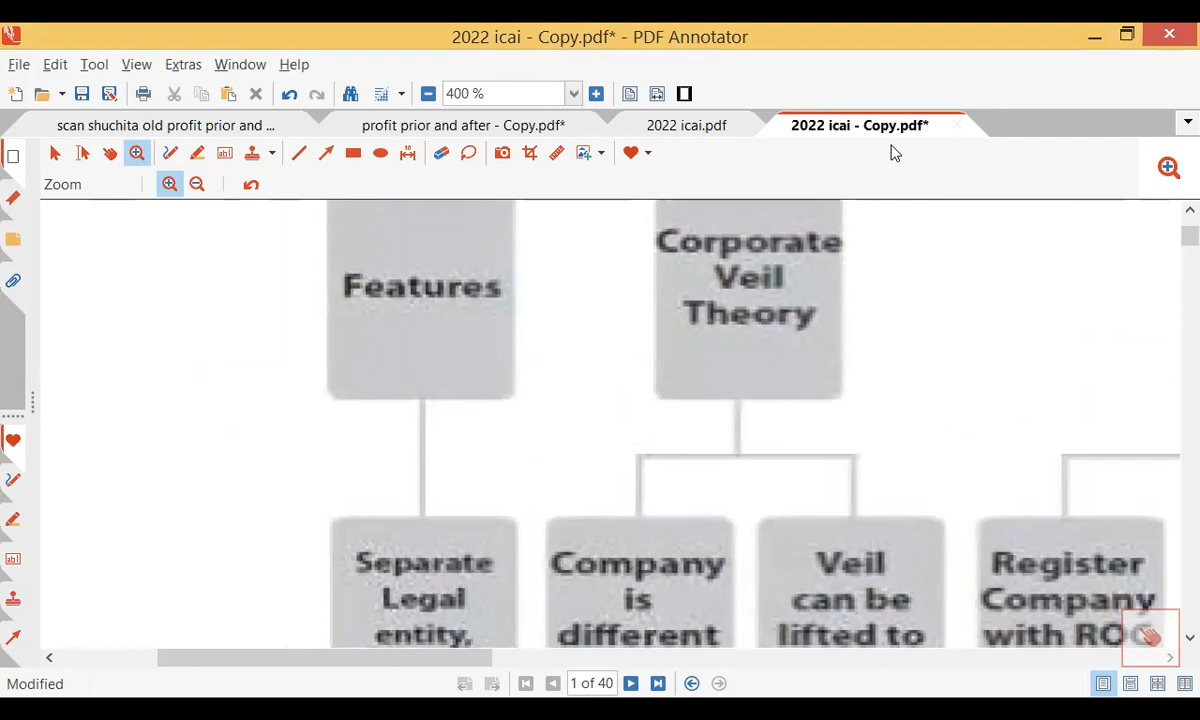 2022 icai - Copy.pdf* - PDF Annotator
File Edit Tool View Extras Window Help
400 %
scan shuchita old profit prior and ...
profit prior and after - Copy.pdf*
2022 icai.pdf
2022 icai - Copy.pdf*
Zoom
Features
Corporate
Veil
Theory
Separate
Legal
entity,
Company
is
different
Veil
can be
lifted to
Register
Company
with ROC
Modified
1 of 40